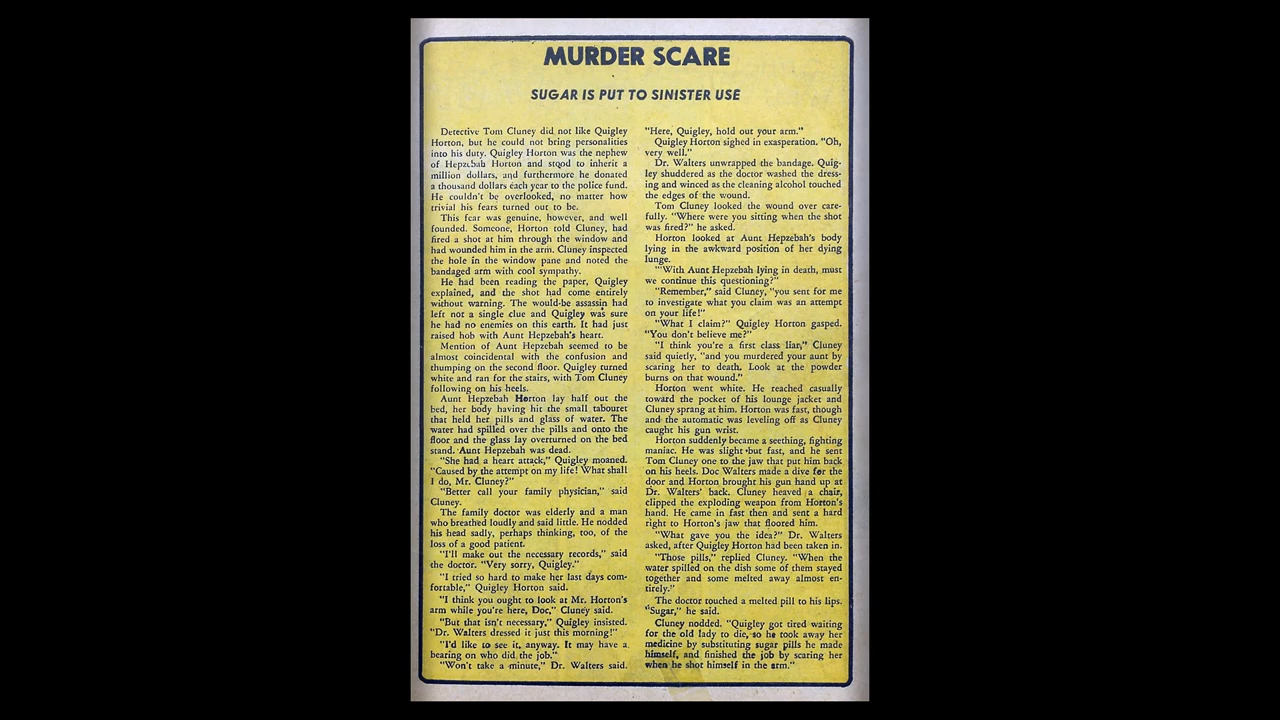 MURDER SCARE
SUGAR IS PUT TO SINISTER USE
Detective Tom Cluney did not like Quigley
Horton, but he could not bring personalities
into his duty. Quigley Horton was the nephew
of Hepzebah Horton and stood to inherit a
million dollars, and furthermore he donated
a thousand dollars each year to the police fund.
He couldn't be overlooked, no matter how
trivial his fears turned out to be.
This fear was genuine, however, and well
founded. Someone, Horton told Cluney, had
fired a shot at him through the window and
had wounded him in the arm. Cluney inspected
the hole in the window pane and noted the
bandaged arm with cool sympathy.
He had been reading the paper, Quigley
explained, and the shot had come entirely
without warning. The would-be assassin had
left not a single clue and Quigley was sure
he had no enemies on this earth. It had just
raised hob with Aunt Hepzebah's heart.
Mention of Aunt Hepzebah seemed to be
almost coincidental with the confusion and
thumping on the second floor. Quigley turned
white and ran for the stairs, with Tom Cluney
following on his heels.
Aunt Hepzebah Horton lay half out the
bed, her body having hit the small tabouret
that held her pills and glass of water. The
water had spilled over the pills and onto the
floor and the glass lay overturned on the bed
stand. Aunt Hepzebah was dead.
"She had a heart attack," Quigley moaned.
"Caused by the attempt on my life! What shall
I do, Mr. Cluney?"
"Better call your family physician," said
Cluney.
The family doctor was elderly and a man
who breathed loudly and said little. He nodded
his head sadly, perhaps thinking, too, of the
loss of a good patient.
"I'll make out the necessary records," said
the doctor. "Very sorry, Quigley."
"I tried so hard to make her last days com-
fortable," Quigley Horton said.
"I think you ought to look at Mr. Horton's
arm while you're here, Doc," Cluney said.
"But that isn't necessary," Quigley insisted.
"Dr. Walters dressed it just this morning!"
"I'd like to see it, anyway. It may have a
bearing on who did the job."
"Won't take a minute," Dr. Walters said.
"Here, Quigley, hold out your arm."
Quigley Horton sighed in exasperation. "Oh,
very well."
Dr. Walters unwrapped the bandage. Quig-
ley shuddered as the doctor washed the dress-
ing and winced as the cleaning alcohol touched
the edges of the wound.
Tom Cluney looked the wound over care-
fully. "Where were you sitting when the shot
was fired?" he asked.
Horton looked at Aunt Hepzebah's body
lying in the awkward position of her dying
lunge.
"'With Aunt Hepzebah lying in death, must
we continue this questioning?"
"Remember," said Cluney, "you sent for me
to investigate what you claim was an attempt
on your life!"
"What I claim?" Quigley Horton gasped.
"You don't believe me?"
"I think you're a first class liar," Cluney
said quietly, "and you murdered your aunt by
scaring her to death. Look at the powder
burns on that wound."
Horton went white. He reached casually
toward the pocket of his lounge jacket and
Cluney sprang at him. Horton was fast, though
and the automatic was leveling off as Cluney
caught his gun wrist.
Horton suddenly became a seething, fighting
maniac. He was slight but fast, and he sent
Tom Cluney one to the jaw that put him back
on his heels. Doc Walters made a dive for the
door and Horton brought his gun hand up at
Dr. Walters' back. Cluney heaved a chair,
clipped the exploding weapon from Horton's
hand. He came in fast then and sent a hard
right to Horton's jaw that floored him.
"What gave you the idea?" Dr. Walters
asked, after Quigley Horton had been taken in.
"Those pills," replied Cluney. "When the
water spilled on the dish some of them stayed
together and some melted away almost en-
tirely."
The doctor touched a melted pill to his lips.
"Sugar," he said.
Cluney nodded. "Quigley got tired waiting
for the old lady to die, so he took away her
medicine by substituting sugar pills he made
himself, and finished the job by scaring her
when he shot himself in the arm."